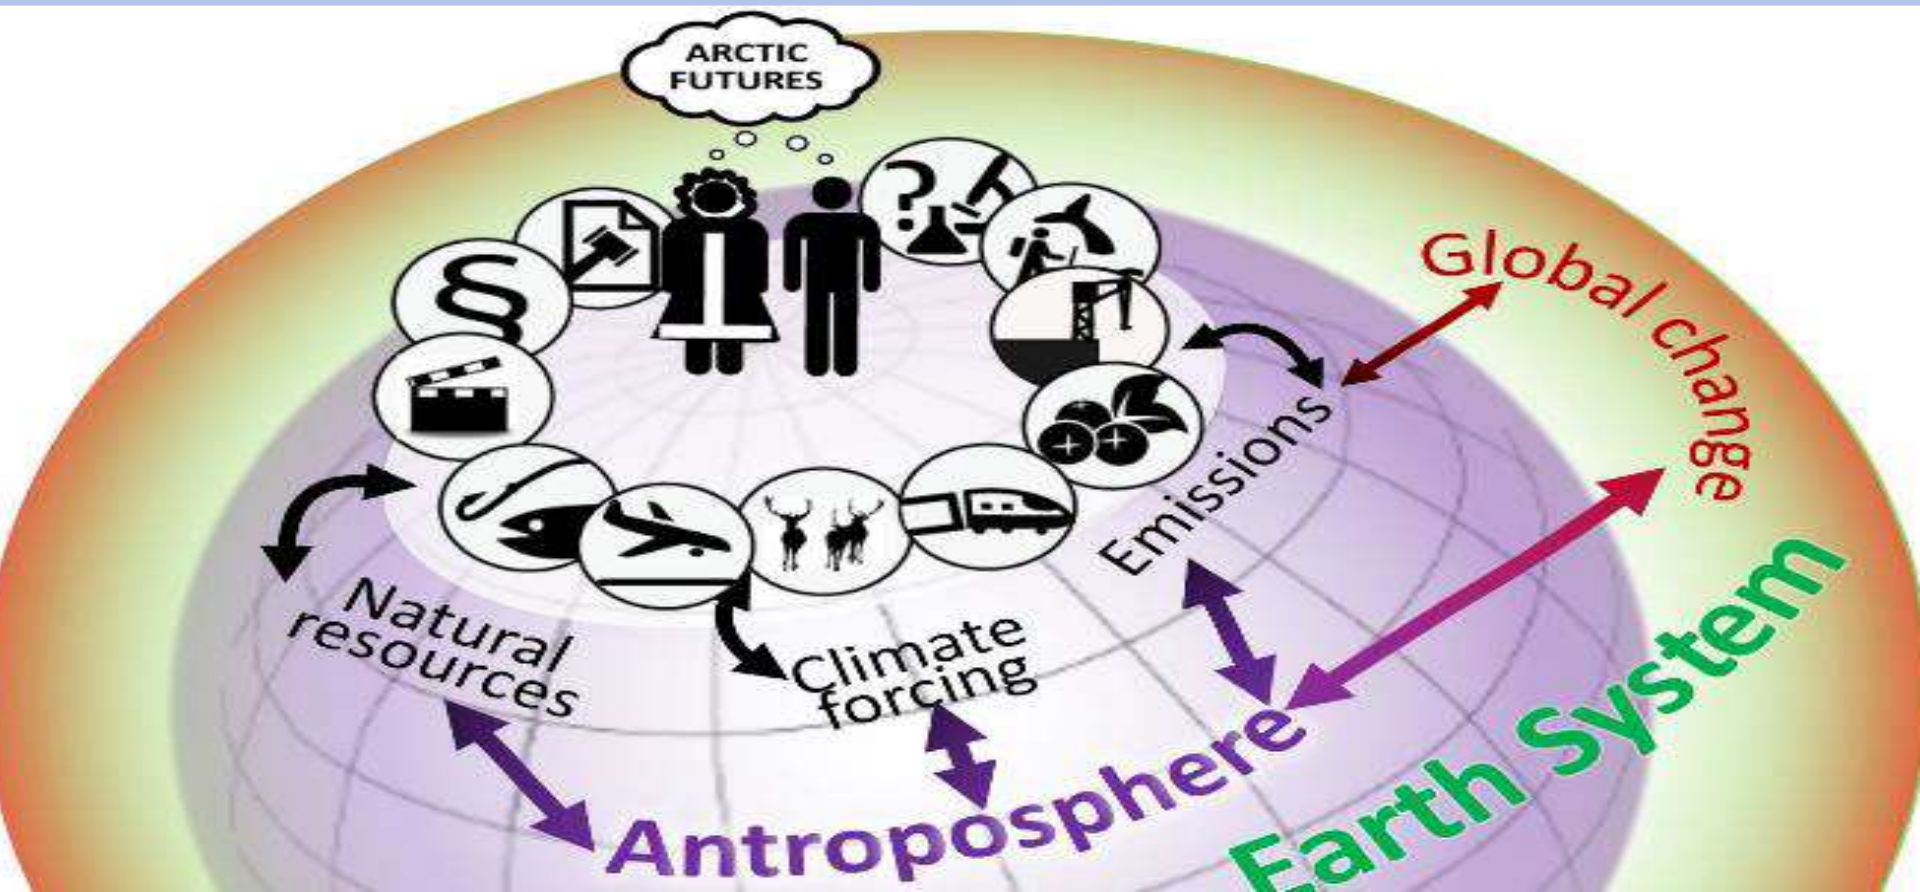 ARCTIC
FUTURES
?
§
Global change
Emissions
Natural
resources
Climate
forcing
Antroposphere
Earth System